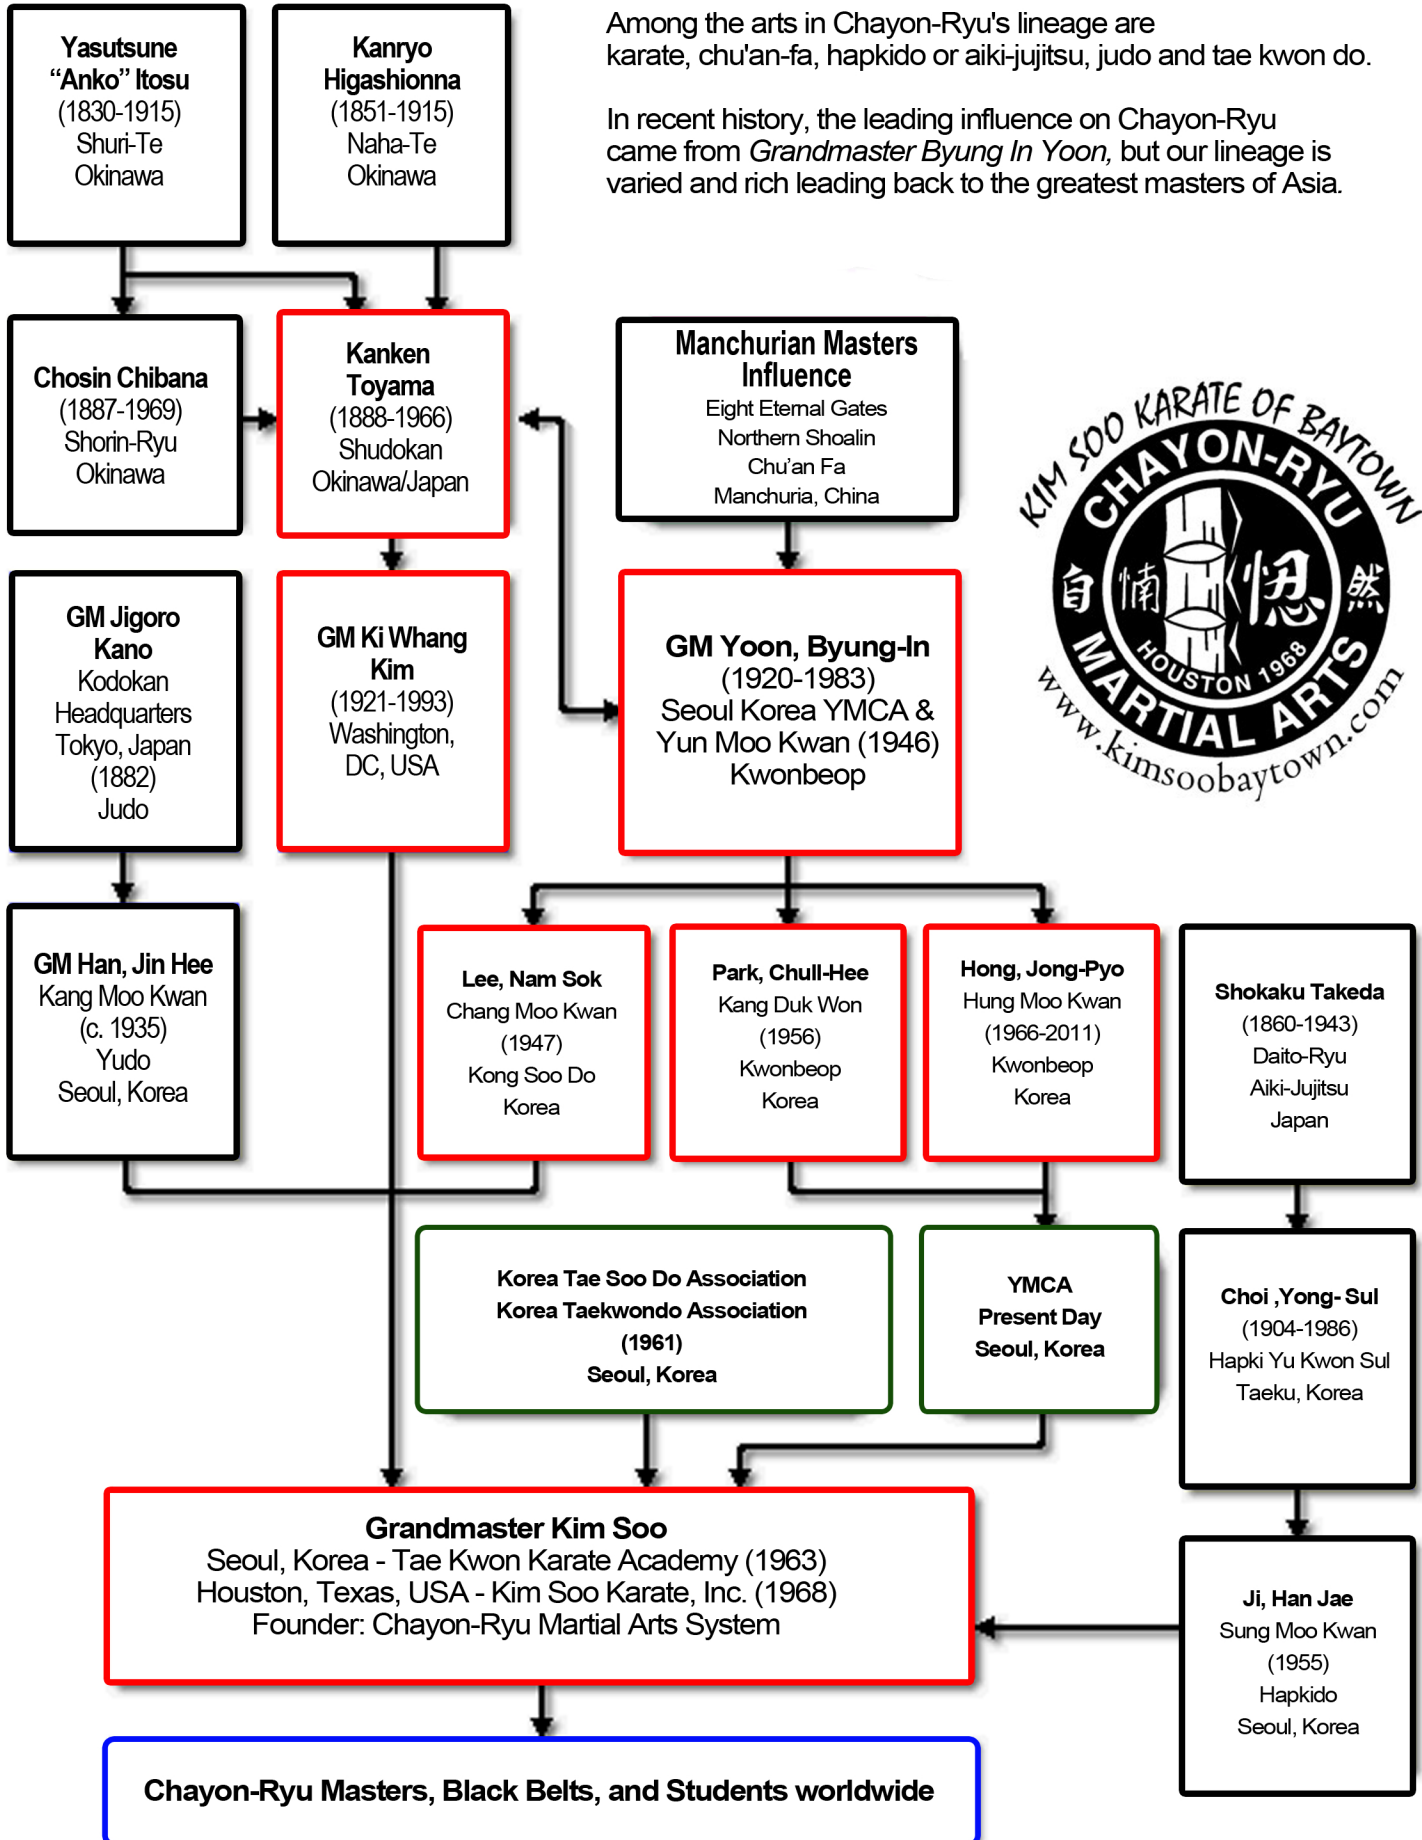 Among the arts in Chayon-Ryu's lineage are
karate, chu'an-fa, hapkido or aiki-jujitsu, judo and tae kwon do.
In recent history, the leading influence on Chayon-Ryu
came from Grandmaster Byung In Yoon, but our lineage is
varied and rich leading back to the greatest masters of Asia.
Yasutsune
“Anko” Itosu
(1830-1915)
Shuri-Te
Okinawa
Kanryo
Higashionna
(1851-1915)
Naha-Te
Okinawa
Chosin Chibana
(1887-1969)
Shorin-Ryu
Okinawa
Kanken
Toyama
(1888-1966)
Shudokan
Okinawa/Japan
Manchurian Masters
Influence
Eight Eternal Gates
Northern Shoalin
Chu’an Fa
Manchuria, China
KIM SOO KARATE OF BAYTOWN
CHAYON-RYU
自
然
HOUSTON 1968
MARTIAL ARTS
www.kimsoobaytown.com
GM Jigoro
Kano
Kodokan
Headquarters
Tokyo, Japan
(1882)
Judo
GM Ki Whang
Kim
(1921-1993)
Washington,
DC, USA
GM Yoon, Byung-In
(1920-1983)
Seoul Korea YMCA &
Yun Moo Kwan (1946)
Kwonbeop
GM Han, Jin Hee
Kang Moo Kwan
(c. 1935)
Yudo
Seoul, Korea
Lee, Nam Sok
Chang Moo Kwan
(1947)
Kong Soo Do
Korea
Park, Chull-Hee
Kang Duk Won
(1956)
Kwonbeop
Korea
Hong, Jong-Pyo
Hung Moo Kwan
(1966-2011)
Kwonbeop
Korea
Shokaku Takeda
(1860-1943)
Daito-Ryu
Aiki-Jujitsu
Japan
Korea Tae Soo Do Association
Korea Taekwondo Association
(1961)
Seoul, Korea
YMCA
Present Day
Seoul, Korea
Choi ,Yong- Sul
(1904-1986)
Hapki Yu Kwon Sul
Taeku, Korea
Grandmaster Kim Soo
Seoul, Korea - Tae Kwon Karate Academy (1963)
Houston, Texas, USA - Kim Soo Karate, Inc. (1968)
Founder: Chayon-Ryu Martial Arts System
Ji, Han Jae
Sung Moo Kwan
(1955)
Hapkido
Seoul, Korea
Chayon-Ryu Masters, Black Belts, and Students worldwide